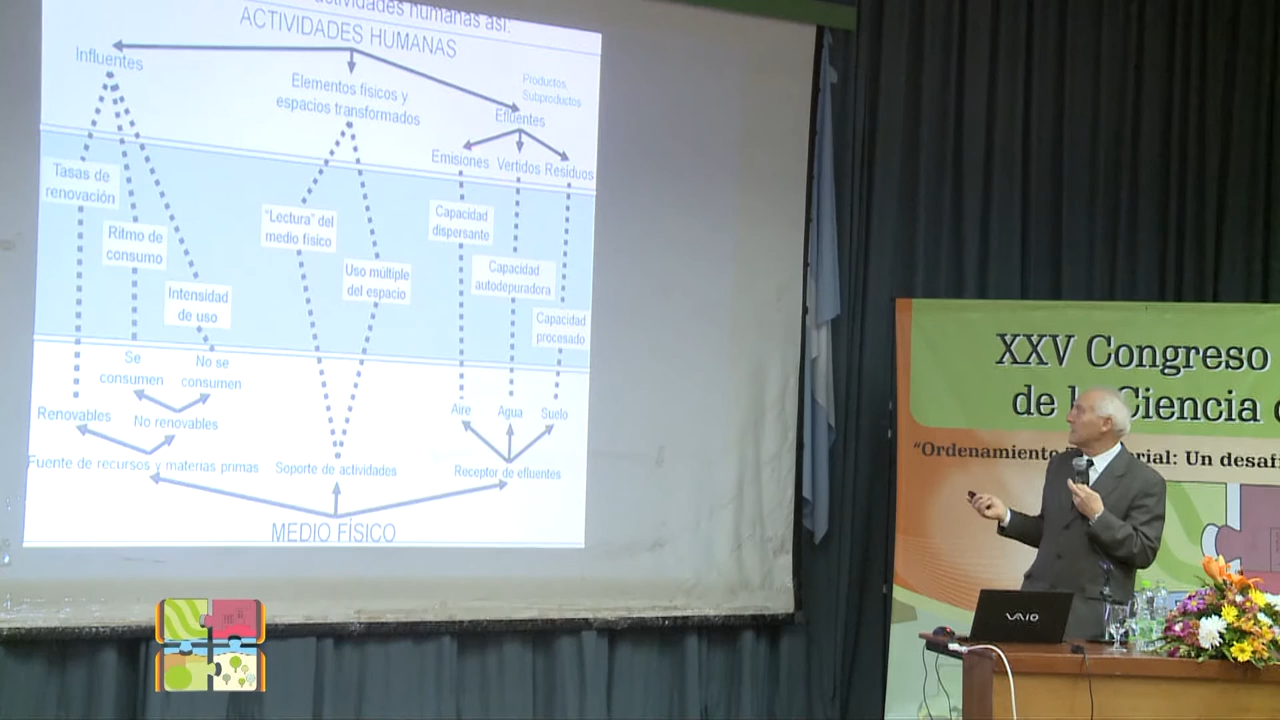 actividades humanas así:
ACTIVIDADES HUMANAS
Influentes
Elementos físicos y
espacios transformados
Productos,
Subproductos
Efluentes
Emisiones
Vertidos
Residuos
Tasas de
renovación
Ritmo de
consumo
Intensidad
de uso
"Lectura" del
medio físico
Uso múltiple
del espacio
Capacidad
dispersante
Capacidad
autodepuradora
Capacidad
procesado
Se
consumen
No se
consumen
Renovables
No renovables
Aire
Agua
Suelo
Fuente de recursos y materias primas
Soporte de actividades
Receptor de efluentes
MEDIO FÍSICO
XXV Congreso
de la Ciencia
"Ordenamiento Un
VAIO